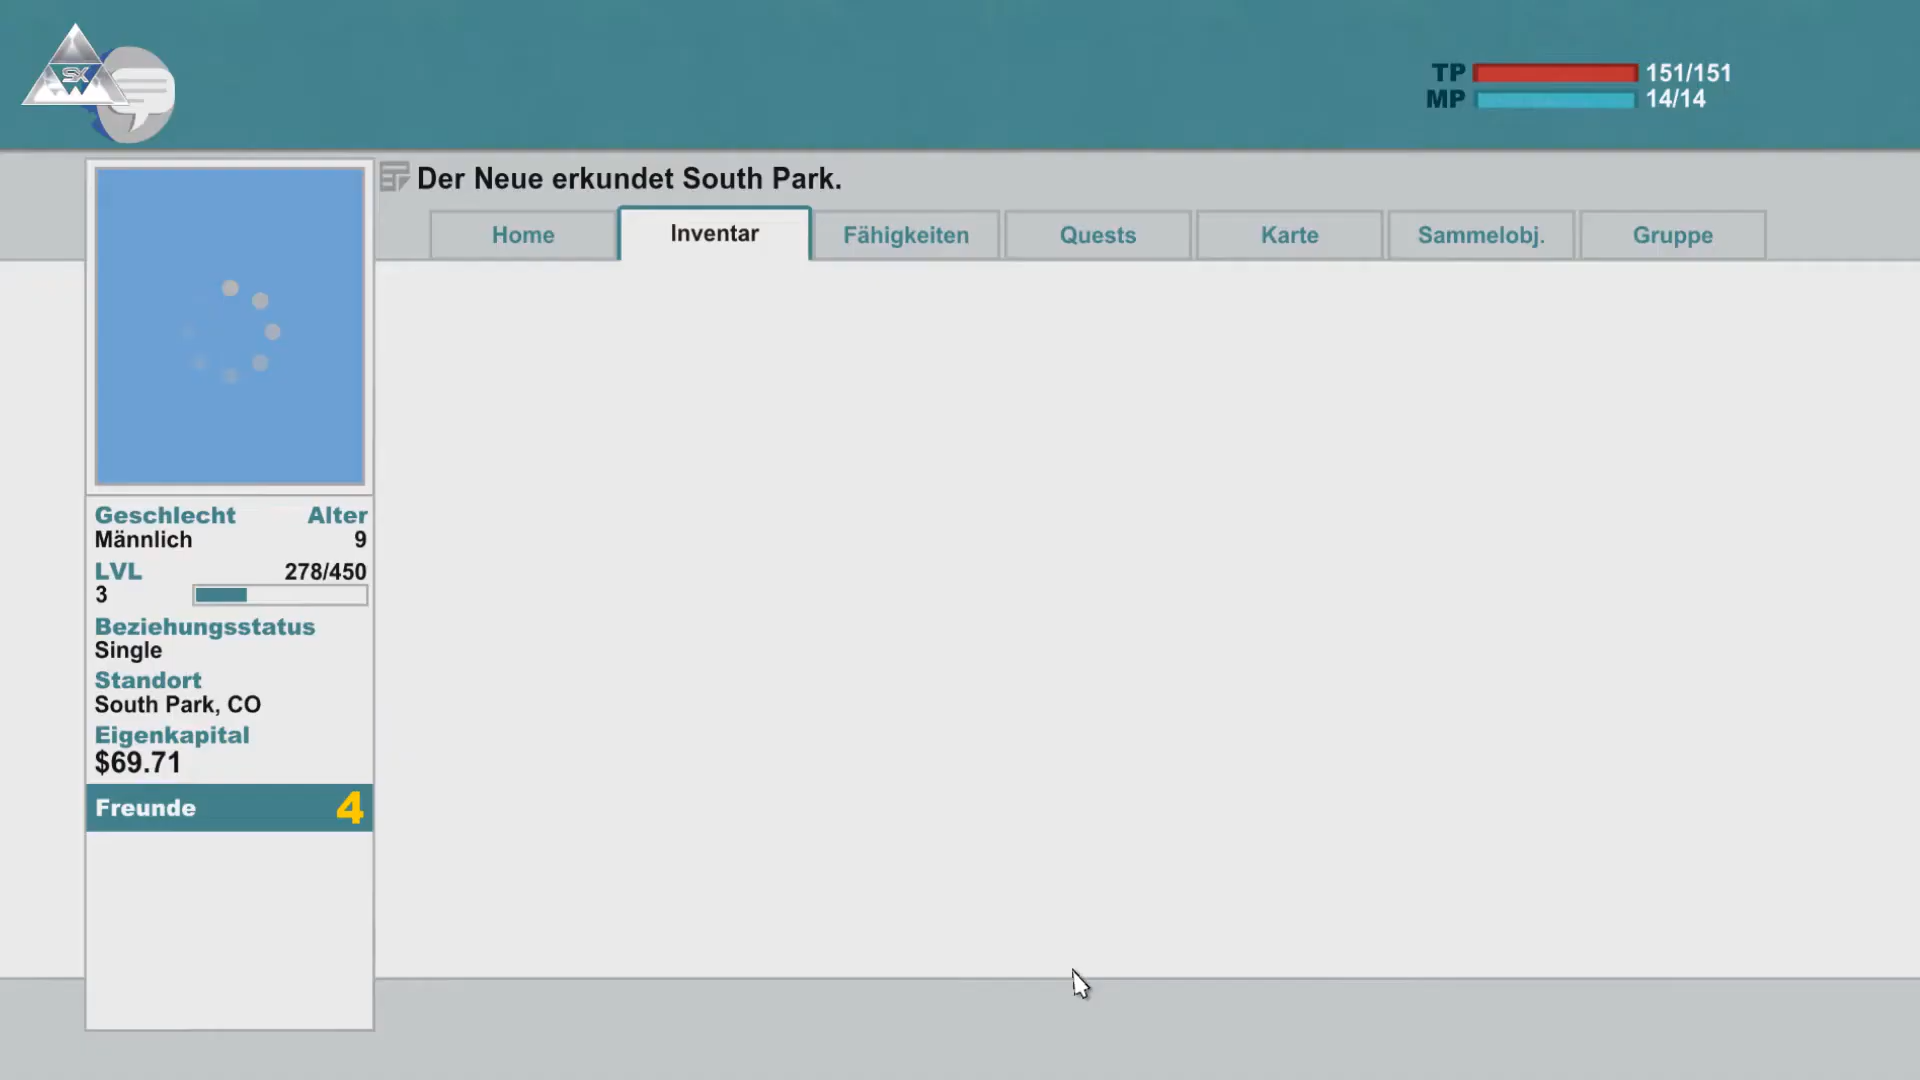 SK
TP 151/151
MP 14/14
Der Neue erkundet South Park.
Home Inventar Fähigkeiten Quests Karte Sammelobj. Gruppe
Geschlecht Alter
Männlich 9
LVL 278/450
3
Beziehungsstatus
Single
Standort
South Park, CO
Eigenkapital
$69.71
Freunde 4